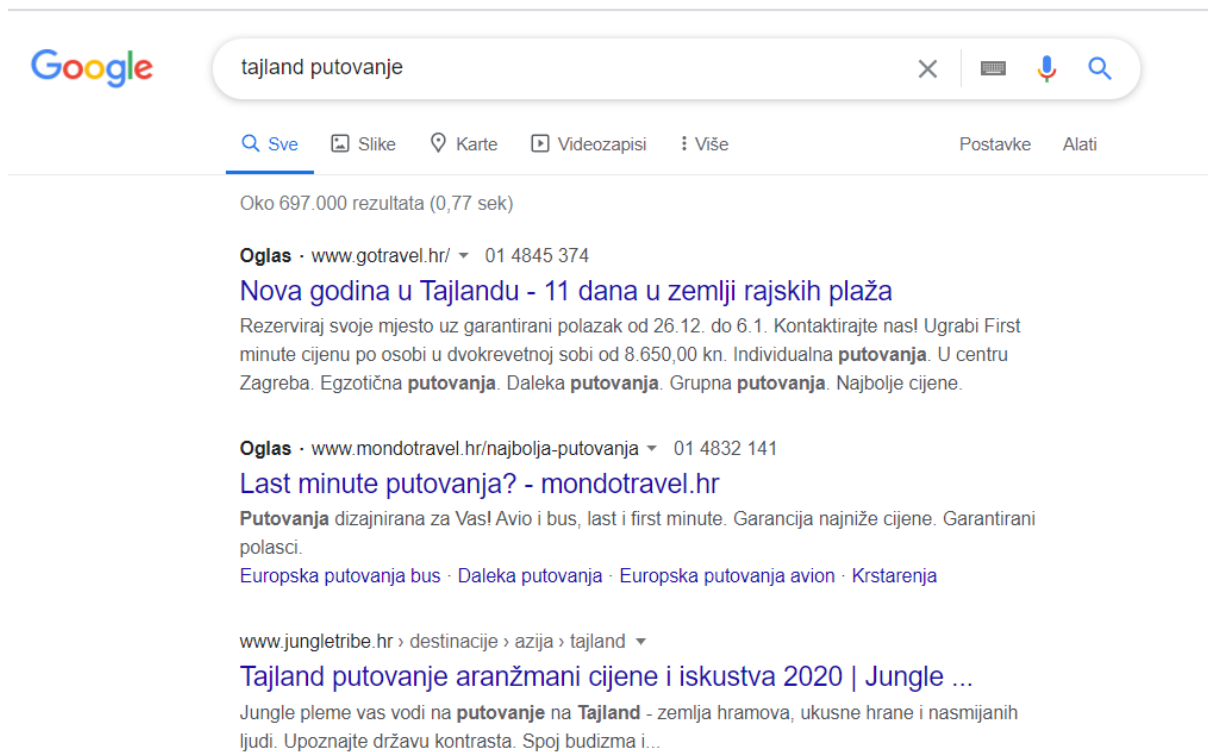 Google
tajland putovanje
Sve Slike Karte Videozapisi Više Postavke Alati
Oko 697.000 rezultata (0,77 sek)
Oglas · www.gotravel.hr/ 01 4845 374
Nova godina u Tajlandu - 11 dana u zemlji rajskih plaža
Rezerviraj svoje mjesto uz garantirani polazak od 26.12. do 6.1. Kontaktirajte nas! Ugrabi First
minute cijenu po osobi u dvokrevetnoj sobi od 8.650,00 kn. Individualna putovanja. U centru
Zagreba. Egzotična putovanja. Daleka putovanja. Grupna putovanja. Najbolje cijene.
Oglas · www.mondotravel.hr/najbolja-putovanja 01 4832 141
Last minute putovanja? - mondotravel.hr
Putovanja dizajnirana za Vas! Avio i bus, last i first minute. Garancija najniže cijene. Garantirani
polasci.
Europska putovanja bus · Daleka putovanja · Europska putovanja avion · Krstarenja
www.jungletribe.hr › destinacije › azija › tajland
Tajland putovanje aranžmani cijene i iskustva 2020 | Jungle ...
Jungle pleme vas vodi na putovanje na Tajland - zemlja hramova, ukusne hrane i nasmijanih
ljudi. Upoznajte državu kontrasta. Spoj budizma i...